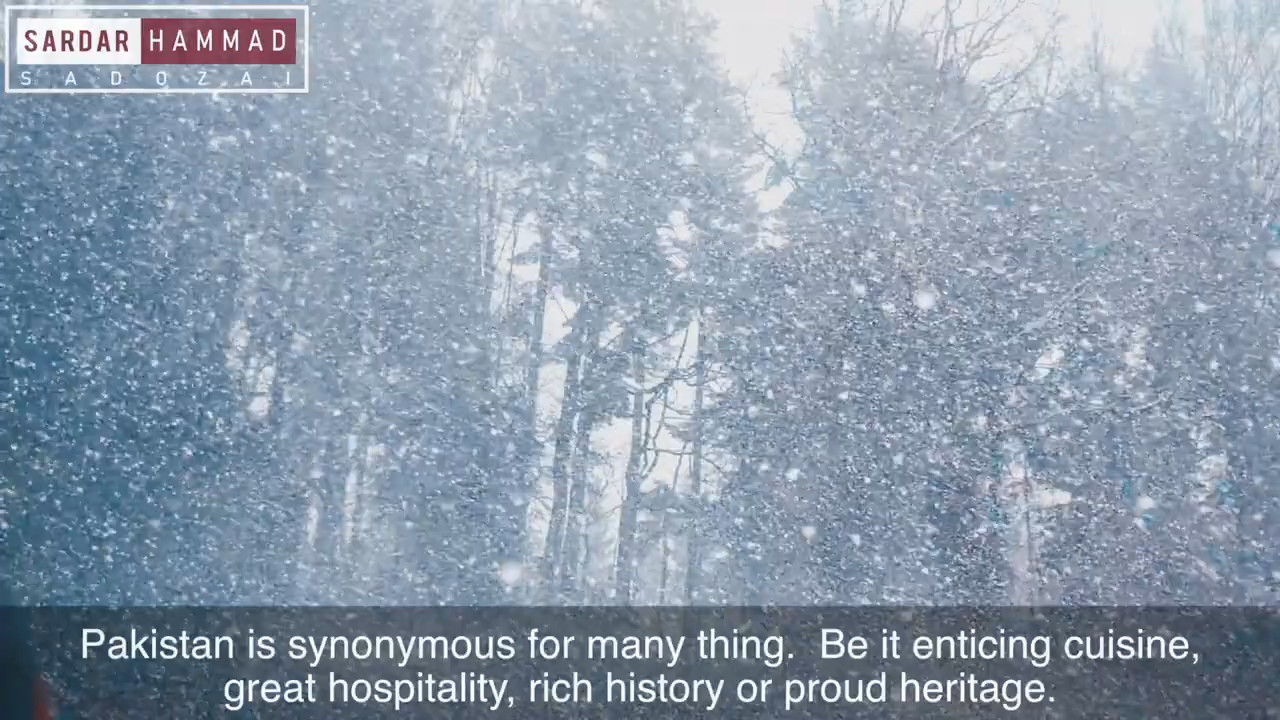 SARDAR HAMMAD
SADOZAI
Pakistan is synonymous for many thing.  Be it enticing cuisine,
great hospitality, rich history or proud heritage.